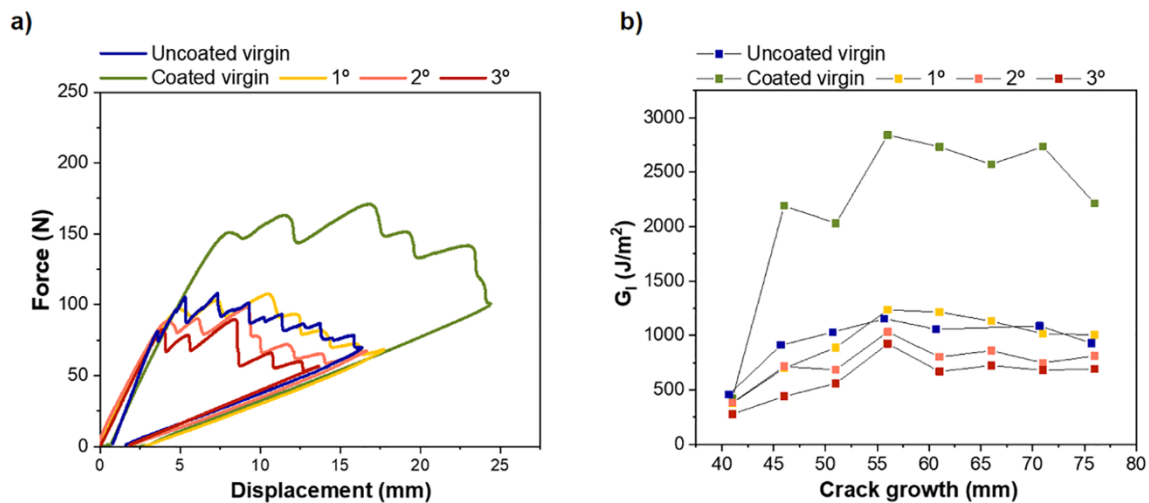 a)
Uncoated virgin
Coated virgin 1º 2º 3º
250
200
150
100
50
0
0 5 10 15 20 25
Force (N)
Displacement (mm)
b)
Uncoated virgin
Coated virgin 1º 2º 3º
3000
2500
2000
1500
1000
500
0
40 45 50 55 60 65 70 75 80
G_I (J/m²)
Crack growth (mm)